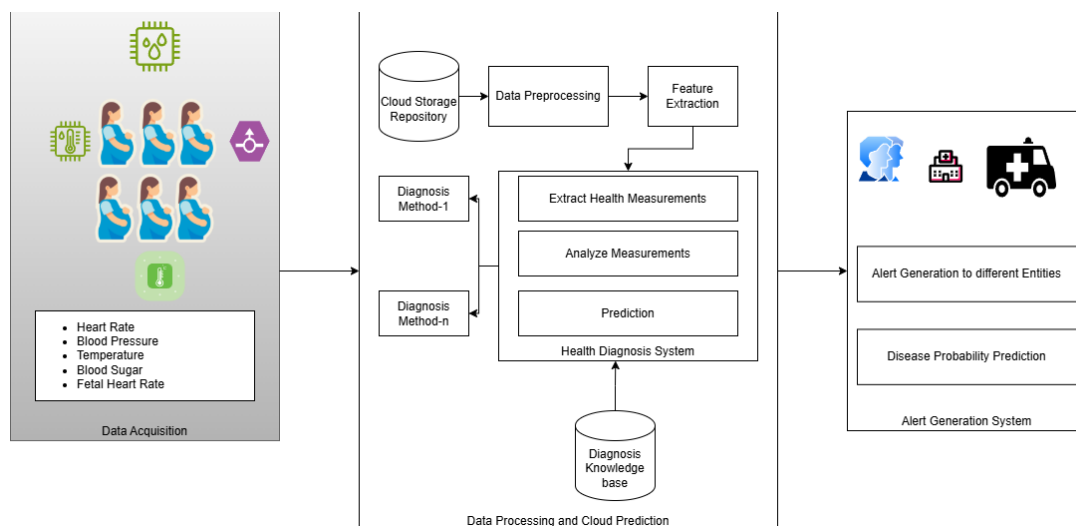 Heart Rate
Blood Pressure
Temperature
Blood Sugar
Fetal Heart Rate
Data Acquisition
Cloud Storage
Repository
Data Preprocessing
Feature
Extraction
Diagnosis
Method-1
Diagnosis
Method-n
Extract Health Measurements
Analyze Measurements
Prediction
Health Diagnosis System
Diagnosis
Knowledge
base
Data Processing and Cloud Prediction
Alert Generation to different Entities
Disease Probability Prediction
Alert Generation System